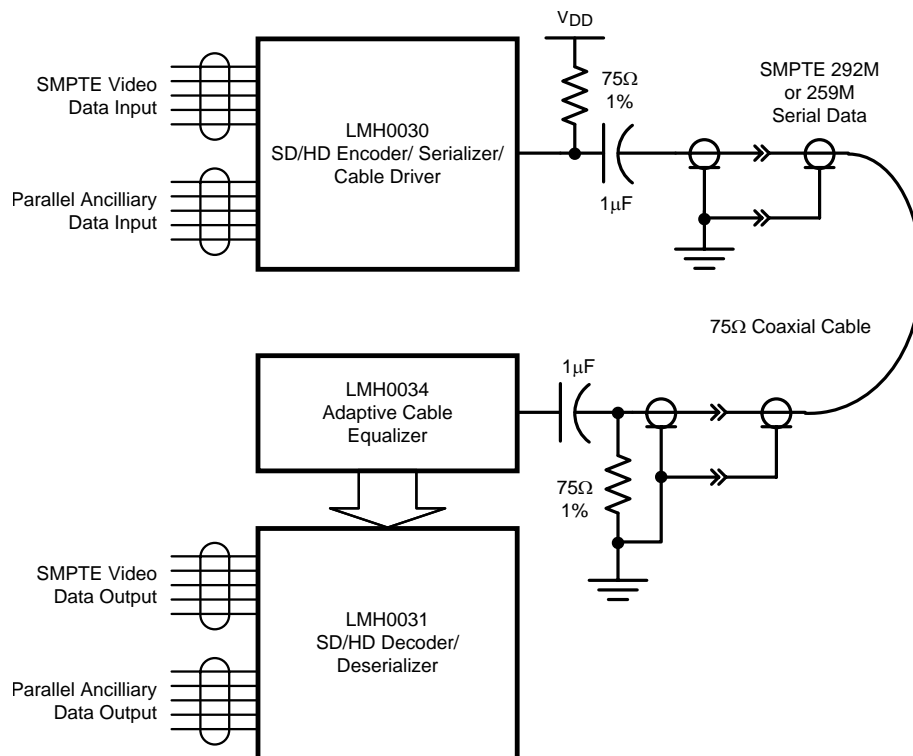 VDD
75Ω
1%
SMPTE 292M
or 259M
Serial Data
SMPTE Video
Data Input
LMH0030
SD/HD Encoder/ Serializer/
Cable Driver
Parallel Ancilliary
Data Input
1μF
75Ω Coaxial Cable
1μF
LMH0034
Adaptive Cable
Equalizer
75Ω
1%
SMPTE Video
Data Output
LMH0031
SD/HD Decoder/
Deserializer
Parallel Ancilliary
Data Output